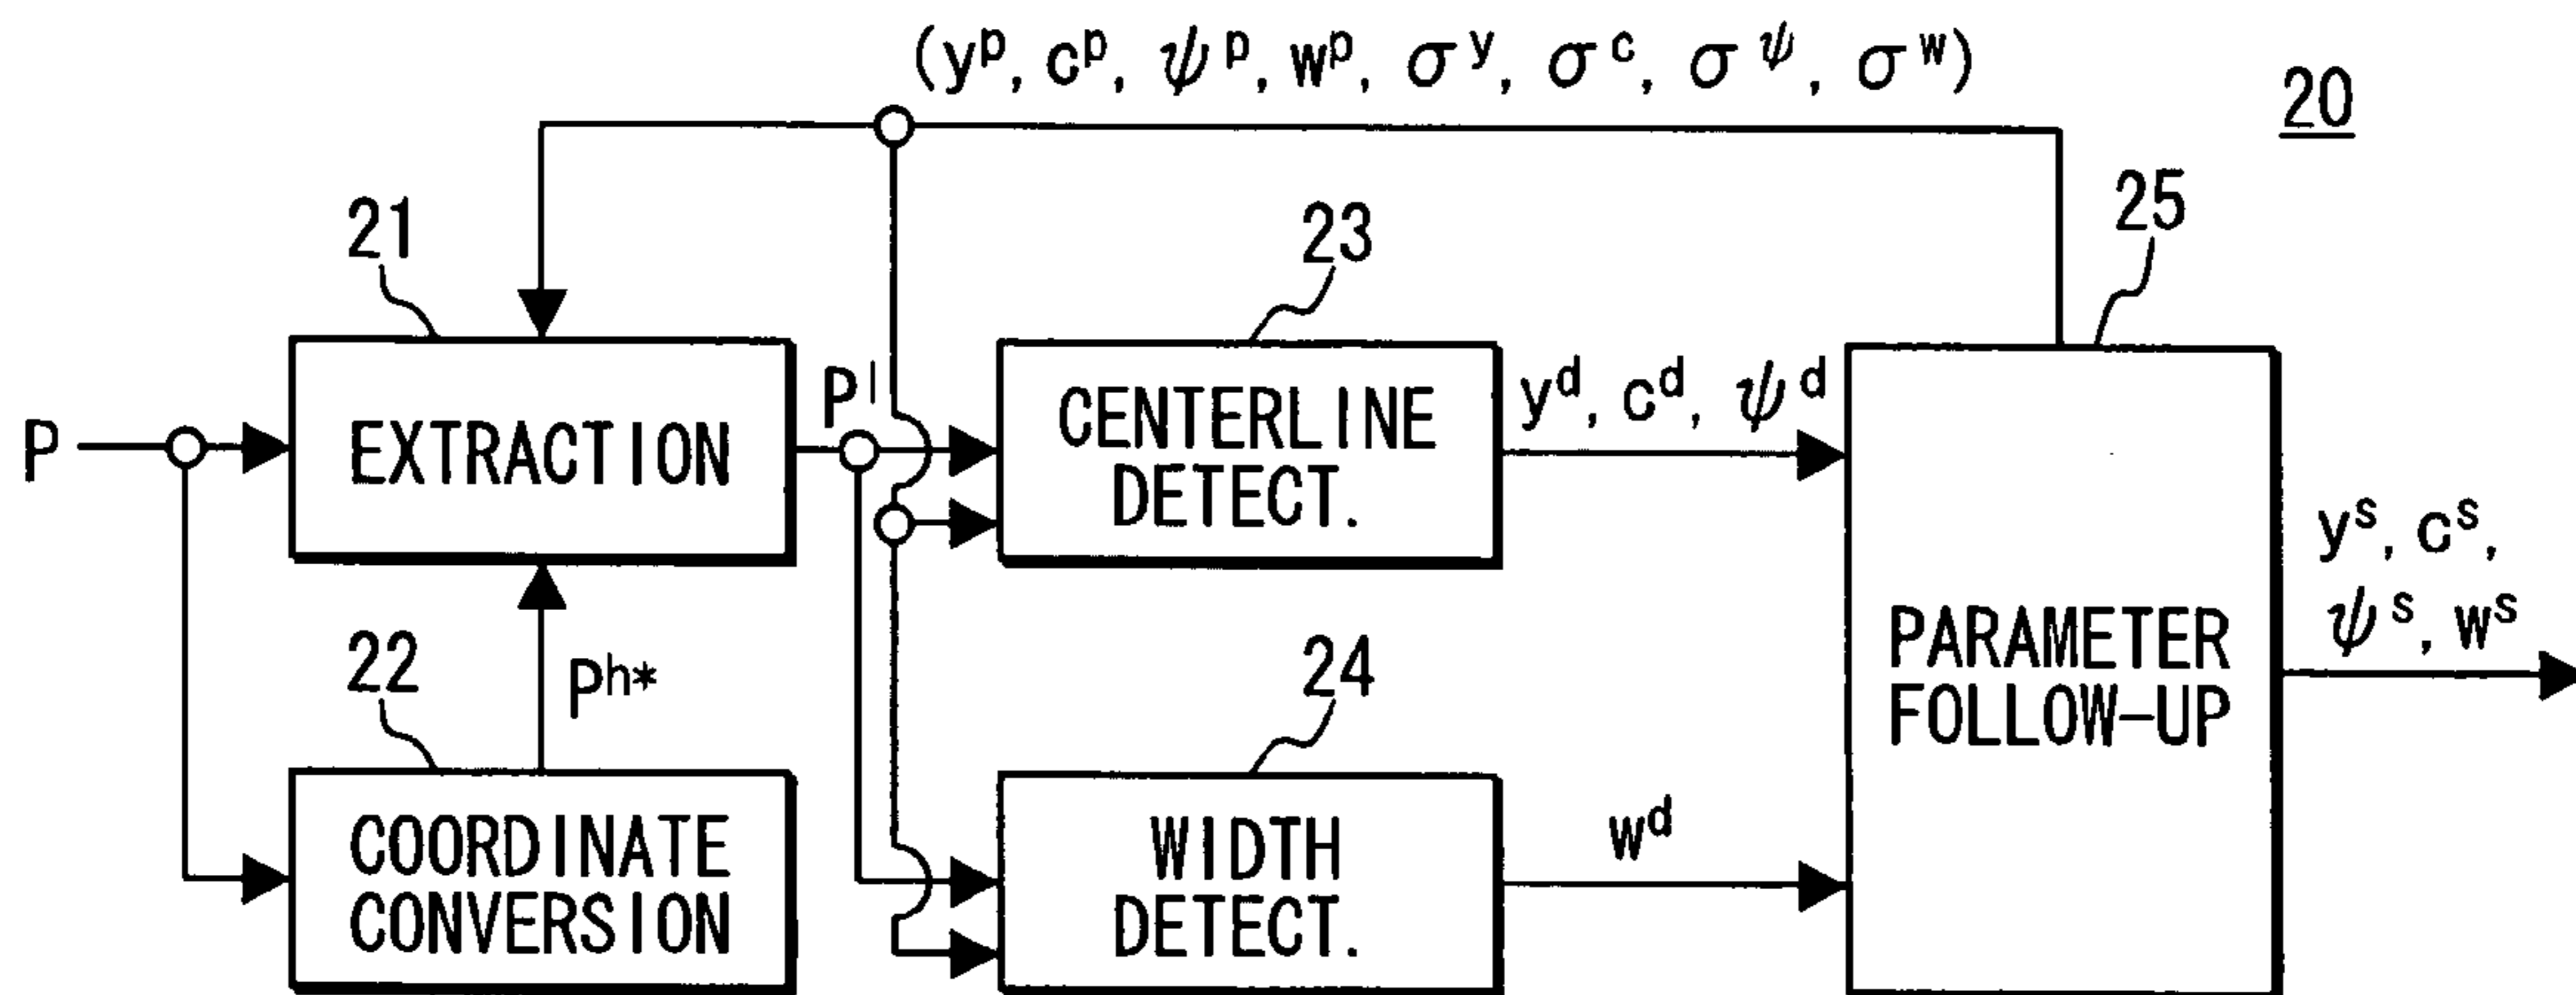 (yᵖ, cᵖ, ψᵖ, wᵖ, σʸ, σᶜ, σ^ψ, σʷ)
20
21
23
25
P
EXTRACTION
Pˡ
CENTERLINE
DETECT.
yᵈ, cᵈ, ψᵈ
22
Pʰ*
24
PARAMETER
FOLLOW-UP
yˢ, cˢ,
ψˢ, wˢ
COORDINATE
CONVERSION
WIDTH
DETECT.
wᵈ